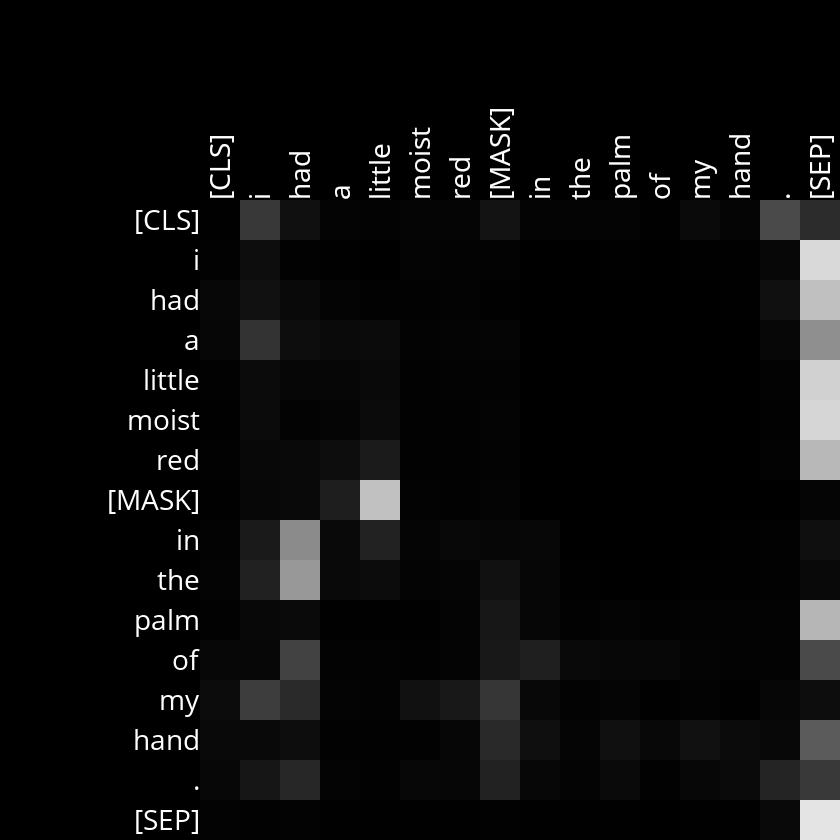 [CLS] i had a little moist red [MASK] in the palm of my hand . [SEP]
[CLS]
i
had
a
little
moist
red
[MASK]
in
the
palm
of
my
hand
.
[SEP]